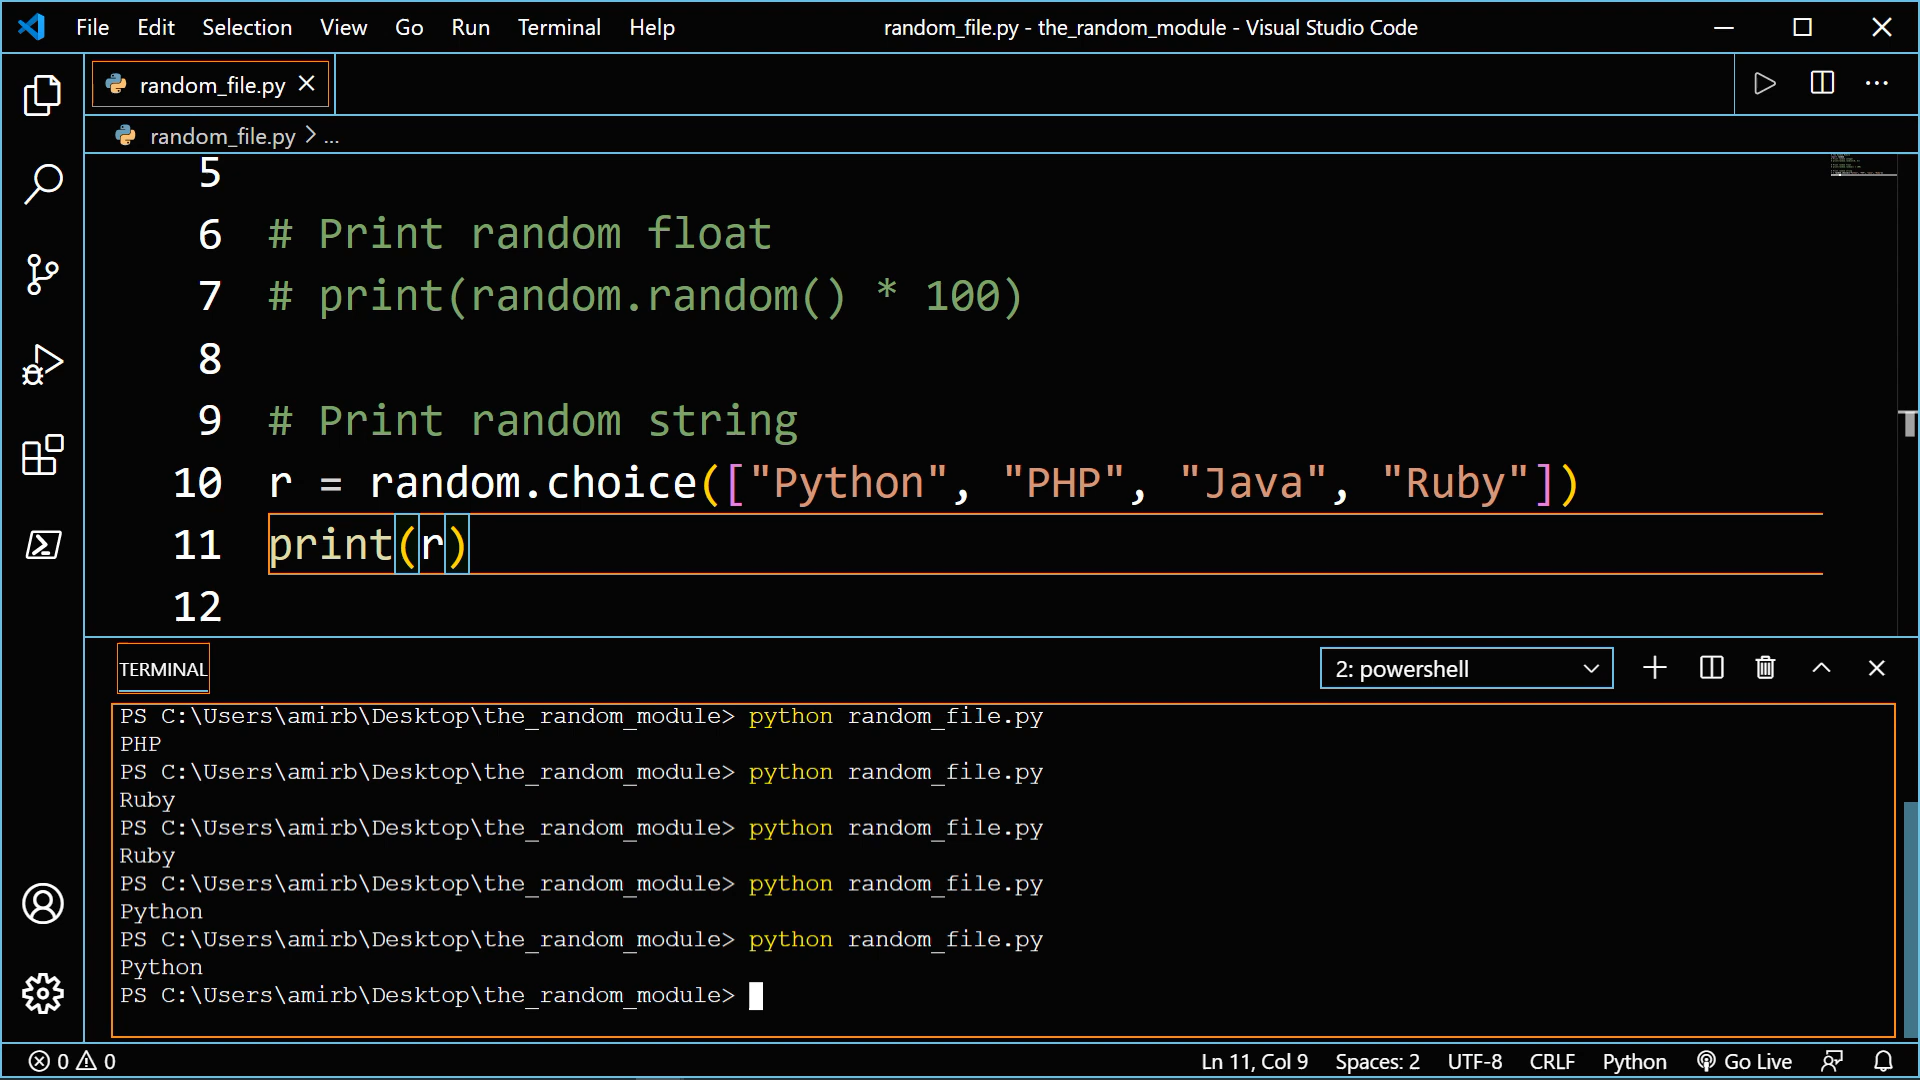 File Edit Selection View Go Run Terminal Help random_file.py - the_random_module - Visual Studio Code
random_file.py
random_file.py > ...
5
6 # Print random float
7 # print(random.random() * 100)
8
9 # Print random string
10 r = random.choice(["Python", "PHP", "Java", "Ruby"])
11 print(r)
12
TERMINAL 2: powershell
PS C:\Users\amirb\Desktop\the_random_module> python random_file.py
PHP
PS C:\Users\amirb\Desktop\the_random_module> python random_file.py
Ruby
PS C:\Users\amirb\Desktop\the_random_module> python random_file.py
Ruby
PS C:\Users\amirb\Desktop\the_random_module> python random_file.py
Python
PS C:\Users\amirb\Desktop\the_random_module> python random_file.py
Python
PS C:\Users\amirb\Desktop\the_random_module>
0 0 Ln 11, Col 9 Spaces: 2 UTF-8 CRLF Python Go Live